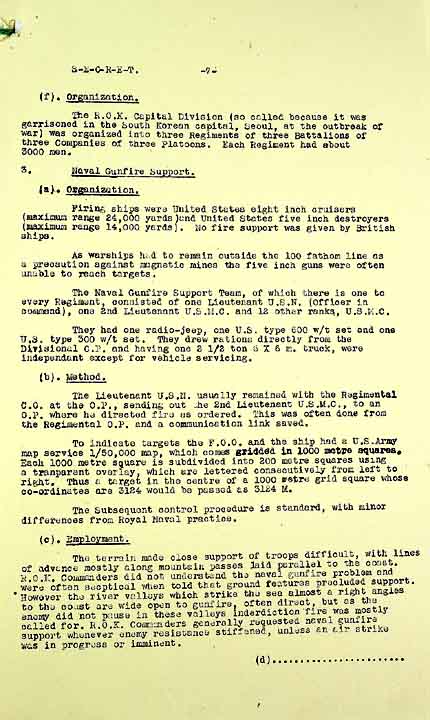 S-E-C-R-E-T. -7-
(f). Organization.
The R.O.K. Capital Division (so called because it was
garrisoned in the South Korean capital, Seoul, at the outbreak of
war) was organized into three Regiments of three Battalions of
three Companies of three Platoons. Each Regiment had about
3000 men.
3. Naval Gunfire Support.
(a). Organization.
Firing ships were United States eight inch cruisers
(maximum range 24,000 yards)and United States five inch destroyers
(maximum range 14,000 yards). No fire support was given by British
ships.
As warships had to remain outside the 100 fathom line as
a precaution against magnetic mines the five inch guns were often
unable to reach targets.
The Naval Gunfire Support Team, of which there is one to
every Regiment, consisted of one Lieutenant U.S.N. (Officer in
command), one 2nd Lieutenant U.S.M.C. and 12 other ranks, U.S.M.C.
They had one radio-jeep, one U.S. type 600 w/t set and one
U.S. type 300 w/t set. They drew rations directly from the
Divisional C.P. and having one 2 1/2 ton 6 X 6 m. truck, were
independent except for vehicle servicing.
(b). Method.
The Lieutenant U.S.N. usually remained with the Regimental
C.O. at the O.P., sending out the 2nd Lieutenant U.S.M.C., to an
O.P. where he directed fire as ordered. This was often done from
the Regimental O.P. and a communication link saved.
To indicate targets the F.O.O. and the ship had a U.S.Army
map service 1/50,000 map, which comes gridded in 1000 metre squares.
Each 1000 metre square is subdivided into 200 metre squares using
a tranparent overlay, which are lettered consecutively from left to
right. Thus a target in the centre of a 1000 metre grid square whose
co-ordinates are 3124 would be passed as 3124 M.
The Subsequent control procedure is standard, with minor
differences from Royal Naval practice.
(c). Employment.
The terrain made close support of troops difficult, with lines
of advance mostly along mountain passes laid parallel to the coast.
R.O.K. Commanders did not understand the naval gunfire problem and
were often sceptical when told that ground features precluded support.
However the river valleys which strike the sea almost a right angles
to the coast are wide open to gunfire, often direct, but as the
enemy did not pause in these valleys interdiction fire was mostly
called for. R.O.K. Commanders generally requested naval gunfire
support whenever enemy resistance stiffened, unless an air strike
was in progress or imminent.
(d)......................